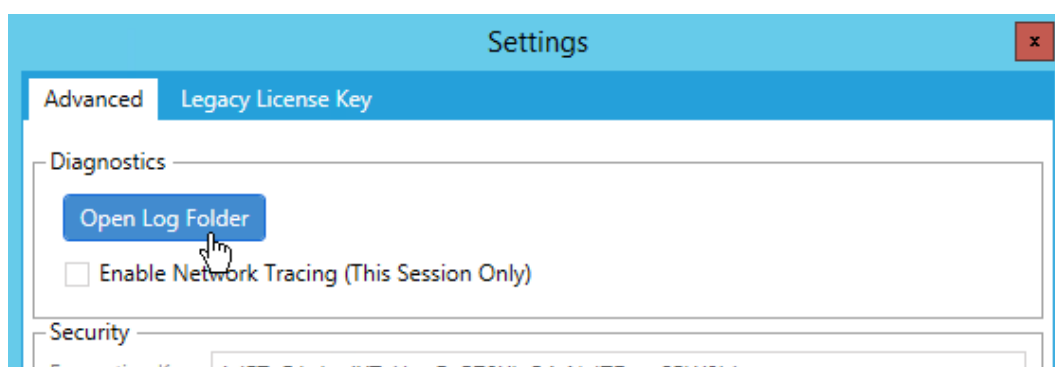 Settings
x
Advanced Legacy License Key
Diagnostics
Open Log Folder
Enable Network Tracing (This Session Only)
Security